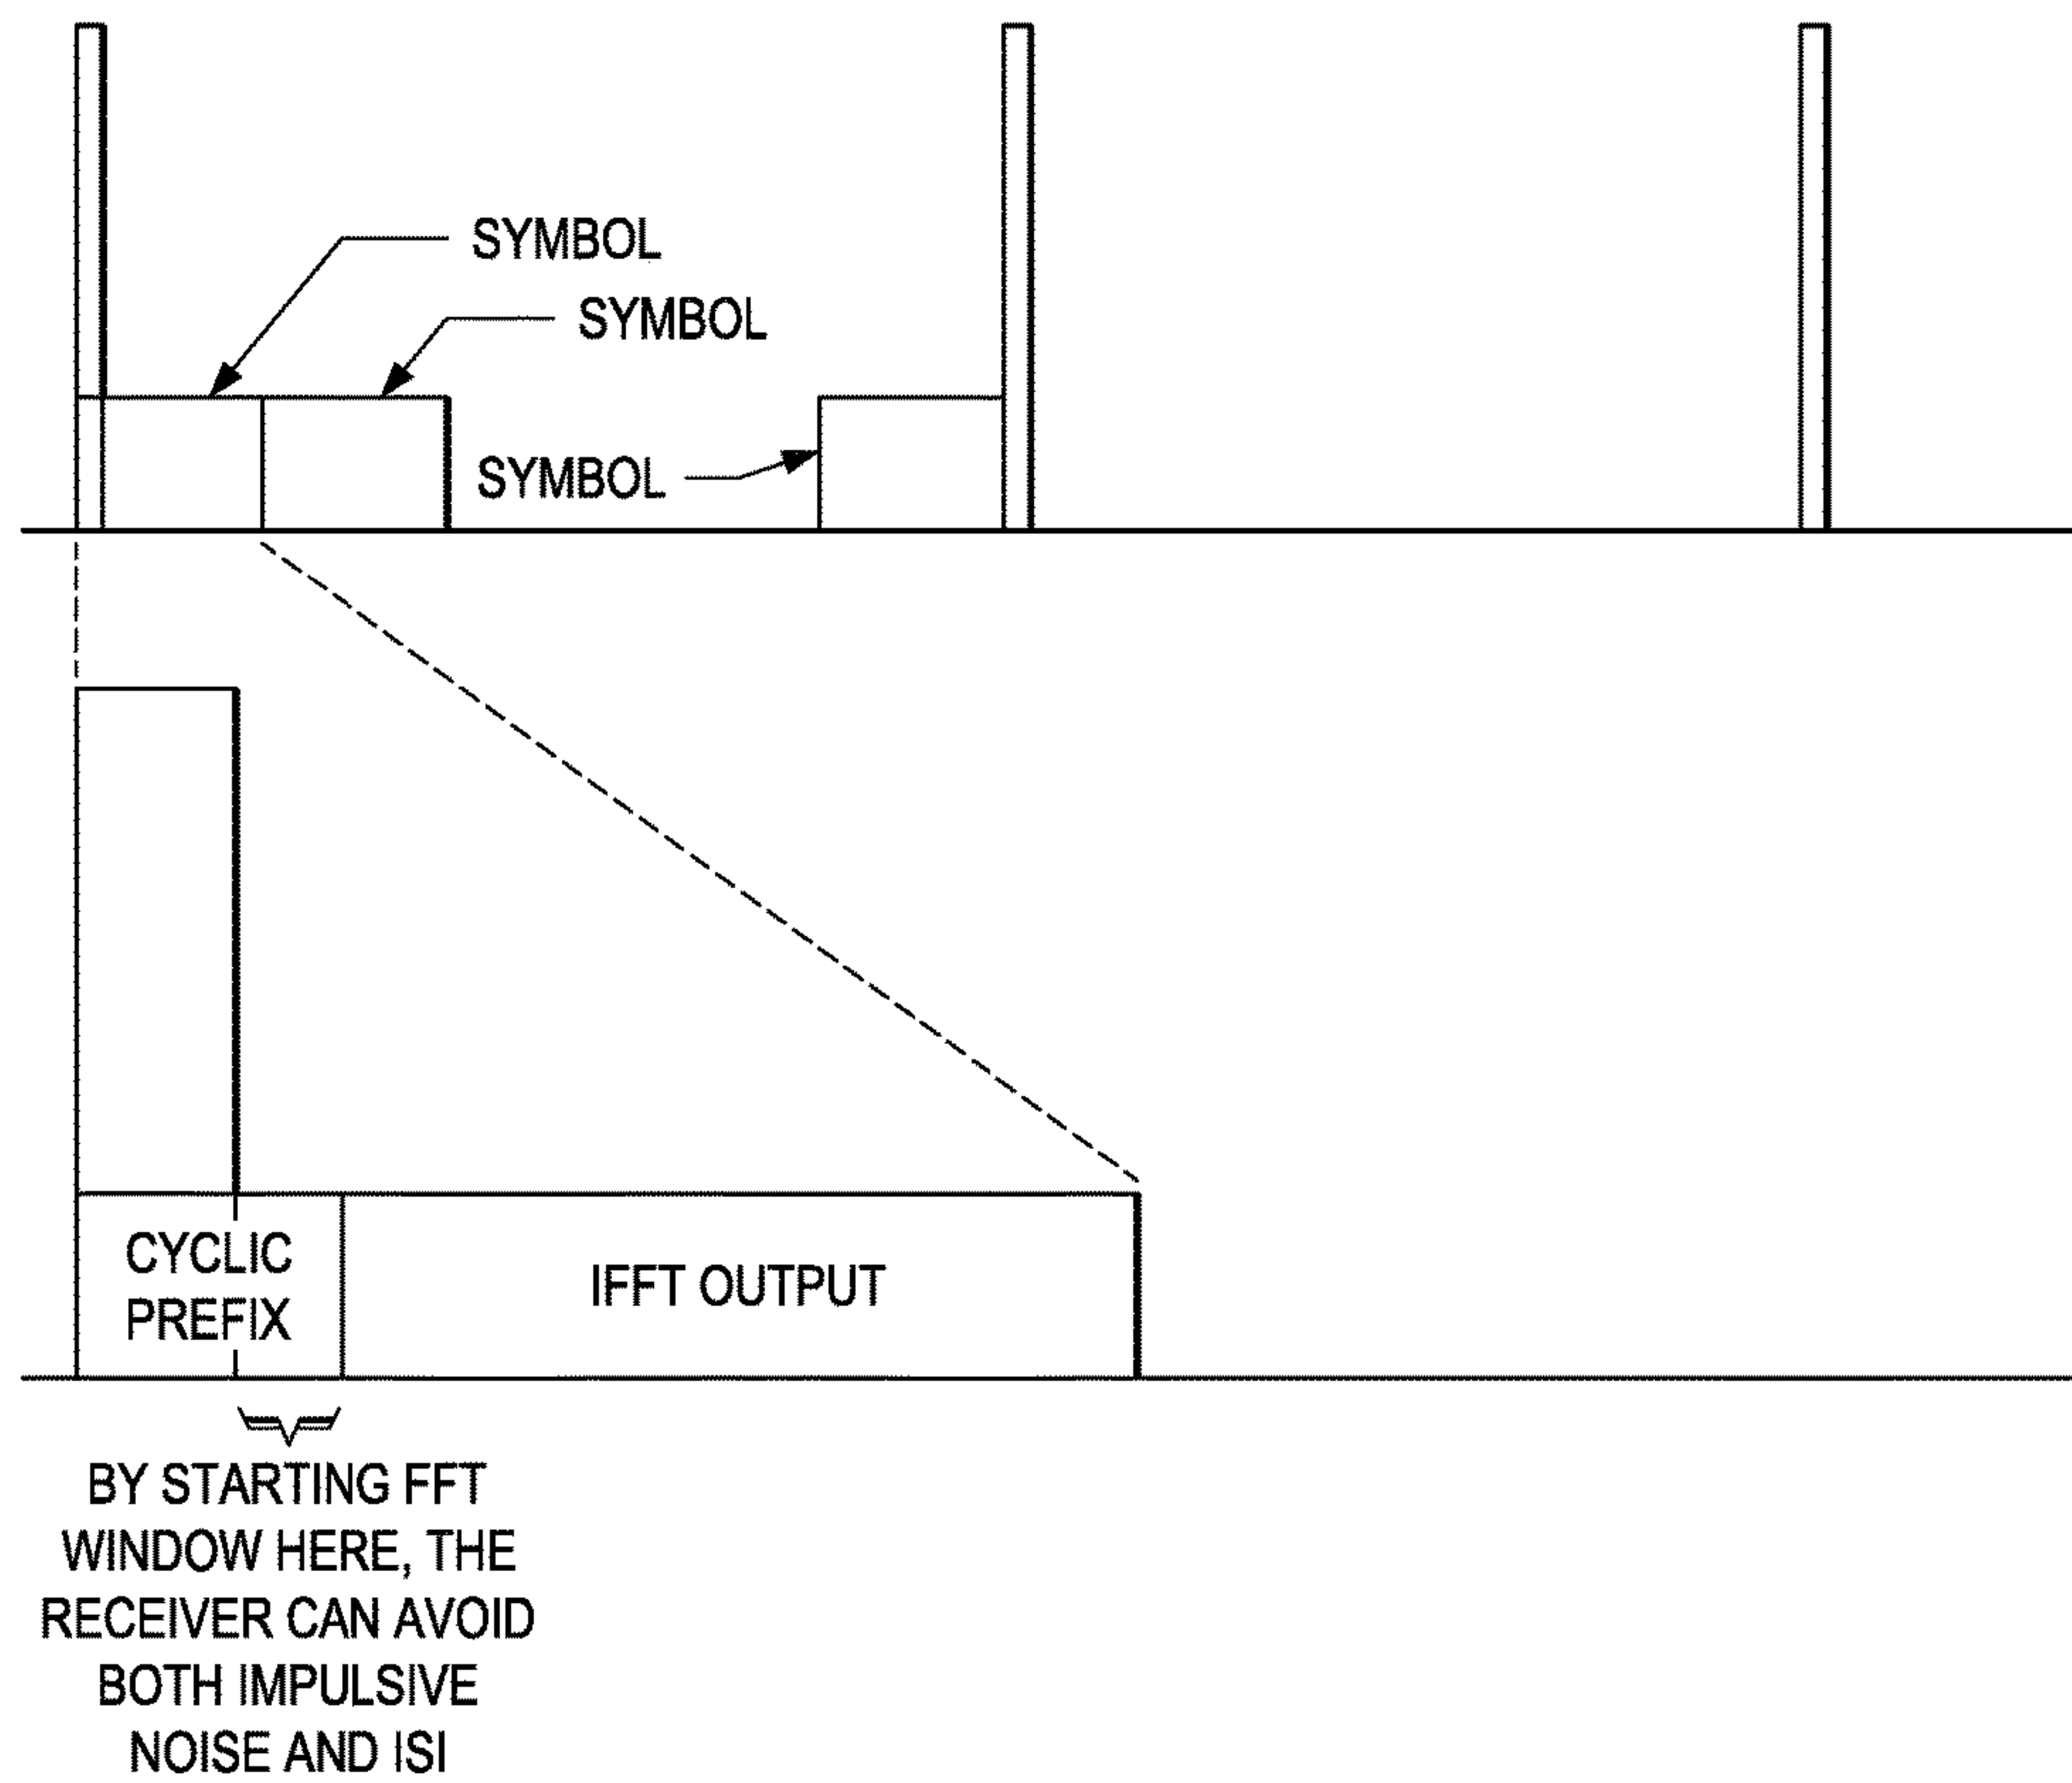 SYMBOL
SYMBOL
SYMBOL
CYCLIC
PREFIX
IFFT OUTPUT
BY STARTING FFT
WINDOW HERE, THE
RECEIVER CAN AVOID
BOTH IMPULSIVE
NOISE AND ISI